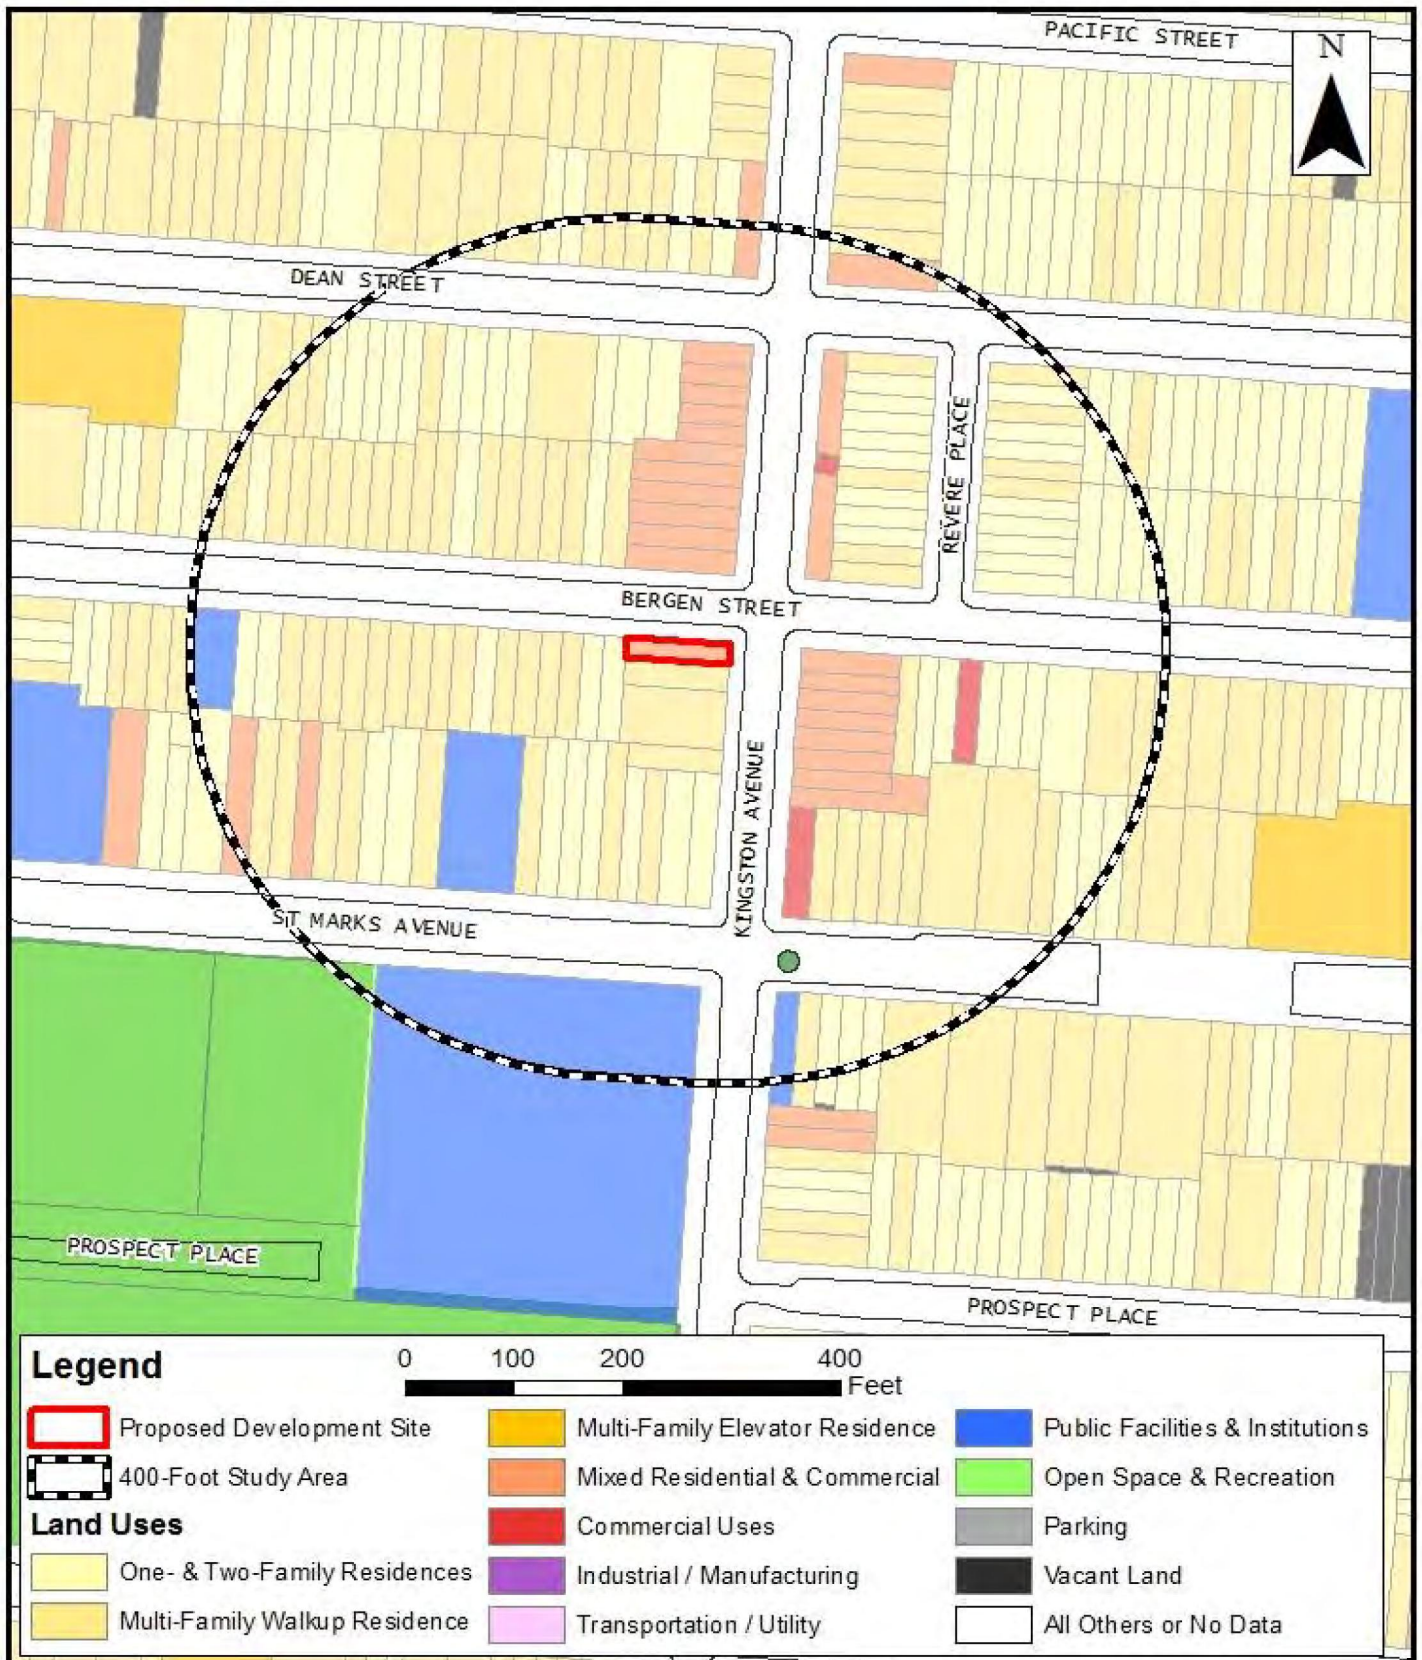 PACIFIC STREET
N
DEAN STREET
REVERE PLACE
BERGEN STREET
KINGSTON AVENUE
ST MARKS AVENUE
PROSPECT PLACE
PROSPECT PLACE
Legend
0 100 200 400
Feet
Proposed Development Site
400-Foot Study Area
Land Uses
One- & Two-Family Residences
Multi-Family Walkup Residence
Multi-Family Elevator Residence
Mixed Residential & Commercial
Commercial Uses
Industrial / Manufacturing
Transportation / Utility
Public Facilities & Institutions
Open Space & Recreation
Parking
Vacant Land
All Others or No Data